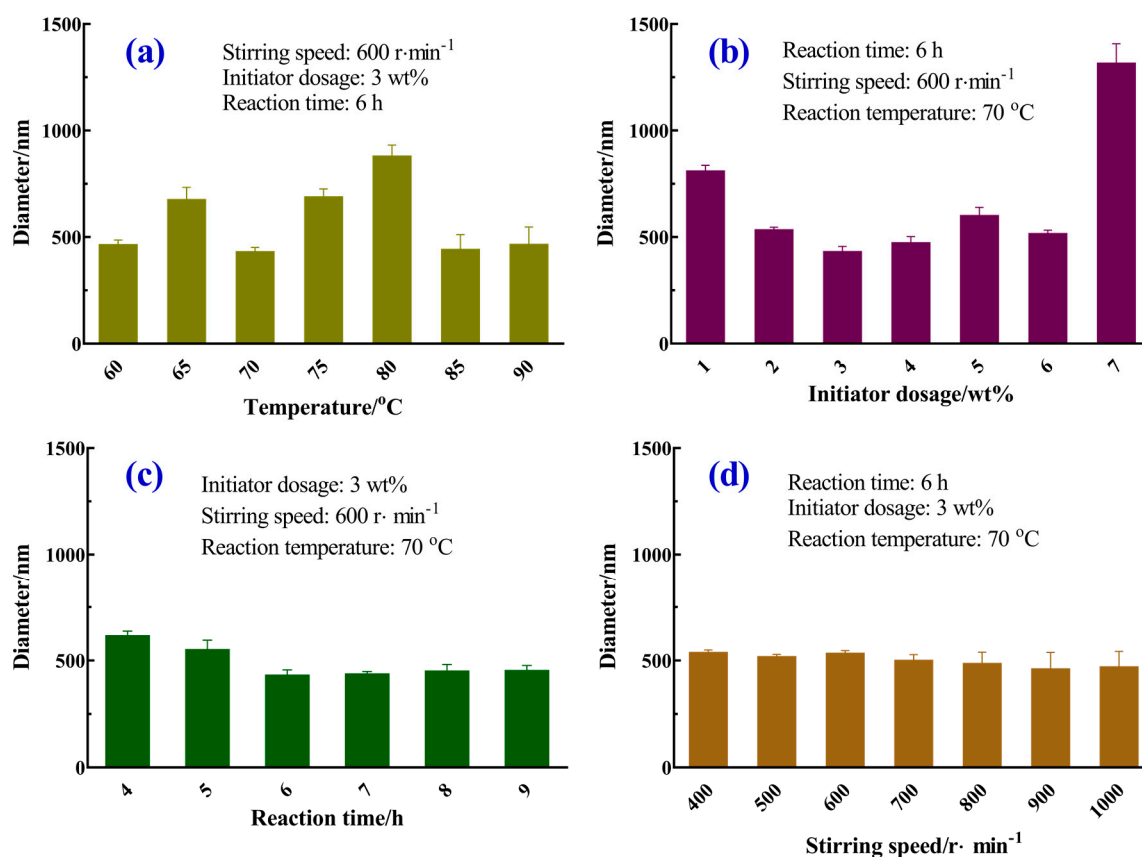 (a)
Stirring speed: 600 r·min⁻¹
Initiator dosage: 3 wt%
Reaction time: 6 h
Diameter/nm
1500
1000
500
0
60 65 70 75 80 85 90
Temperature/°C
(b)
Reaction time: 6 h
Stirring speed: 600 r·min⁻¹
Reaction temperature: 70 °C
Diameter/nm
1500
1000
500
0
1 2 3 4 5 6 7
Initiator dosage/wt%
(c)
Initiator dosage: 3 wt%
Stirring speed: 600 r· min⁻¹
Reaction temperature: 70 °C
Diameter/nm
1500
1000
500
0
4 5 6 7 8 9
Reaction time/h
(d)
Reaction time: 6 h
Initiator dosage: 3 wt%
Reaction temperature: 70 °C
Diameter/nm
1500
1000
500
0
400 500 600 700 800 900 1000
Stirring speed/r· min⁻¹